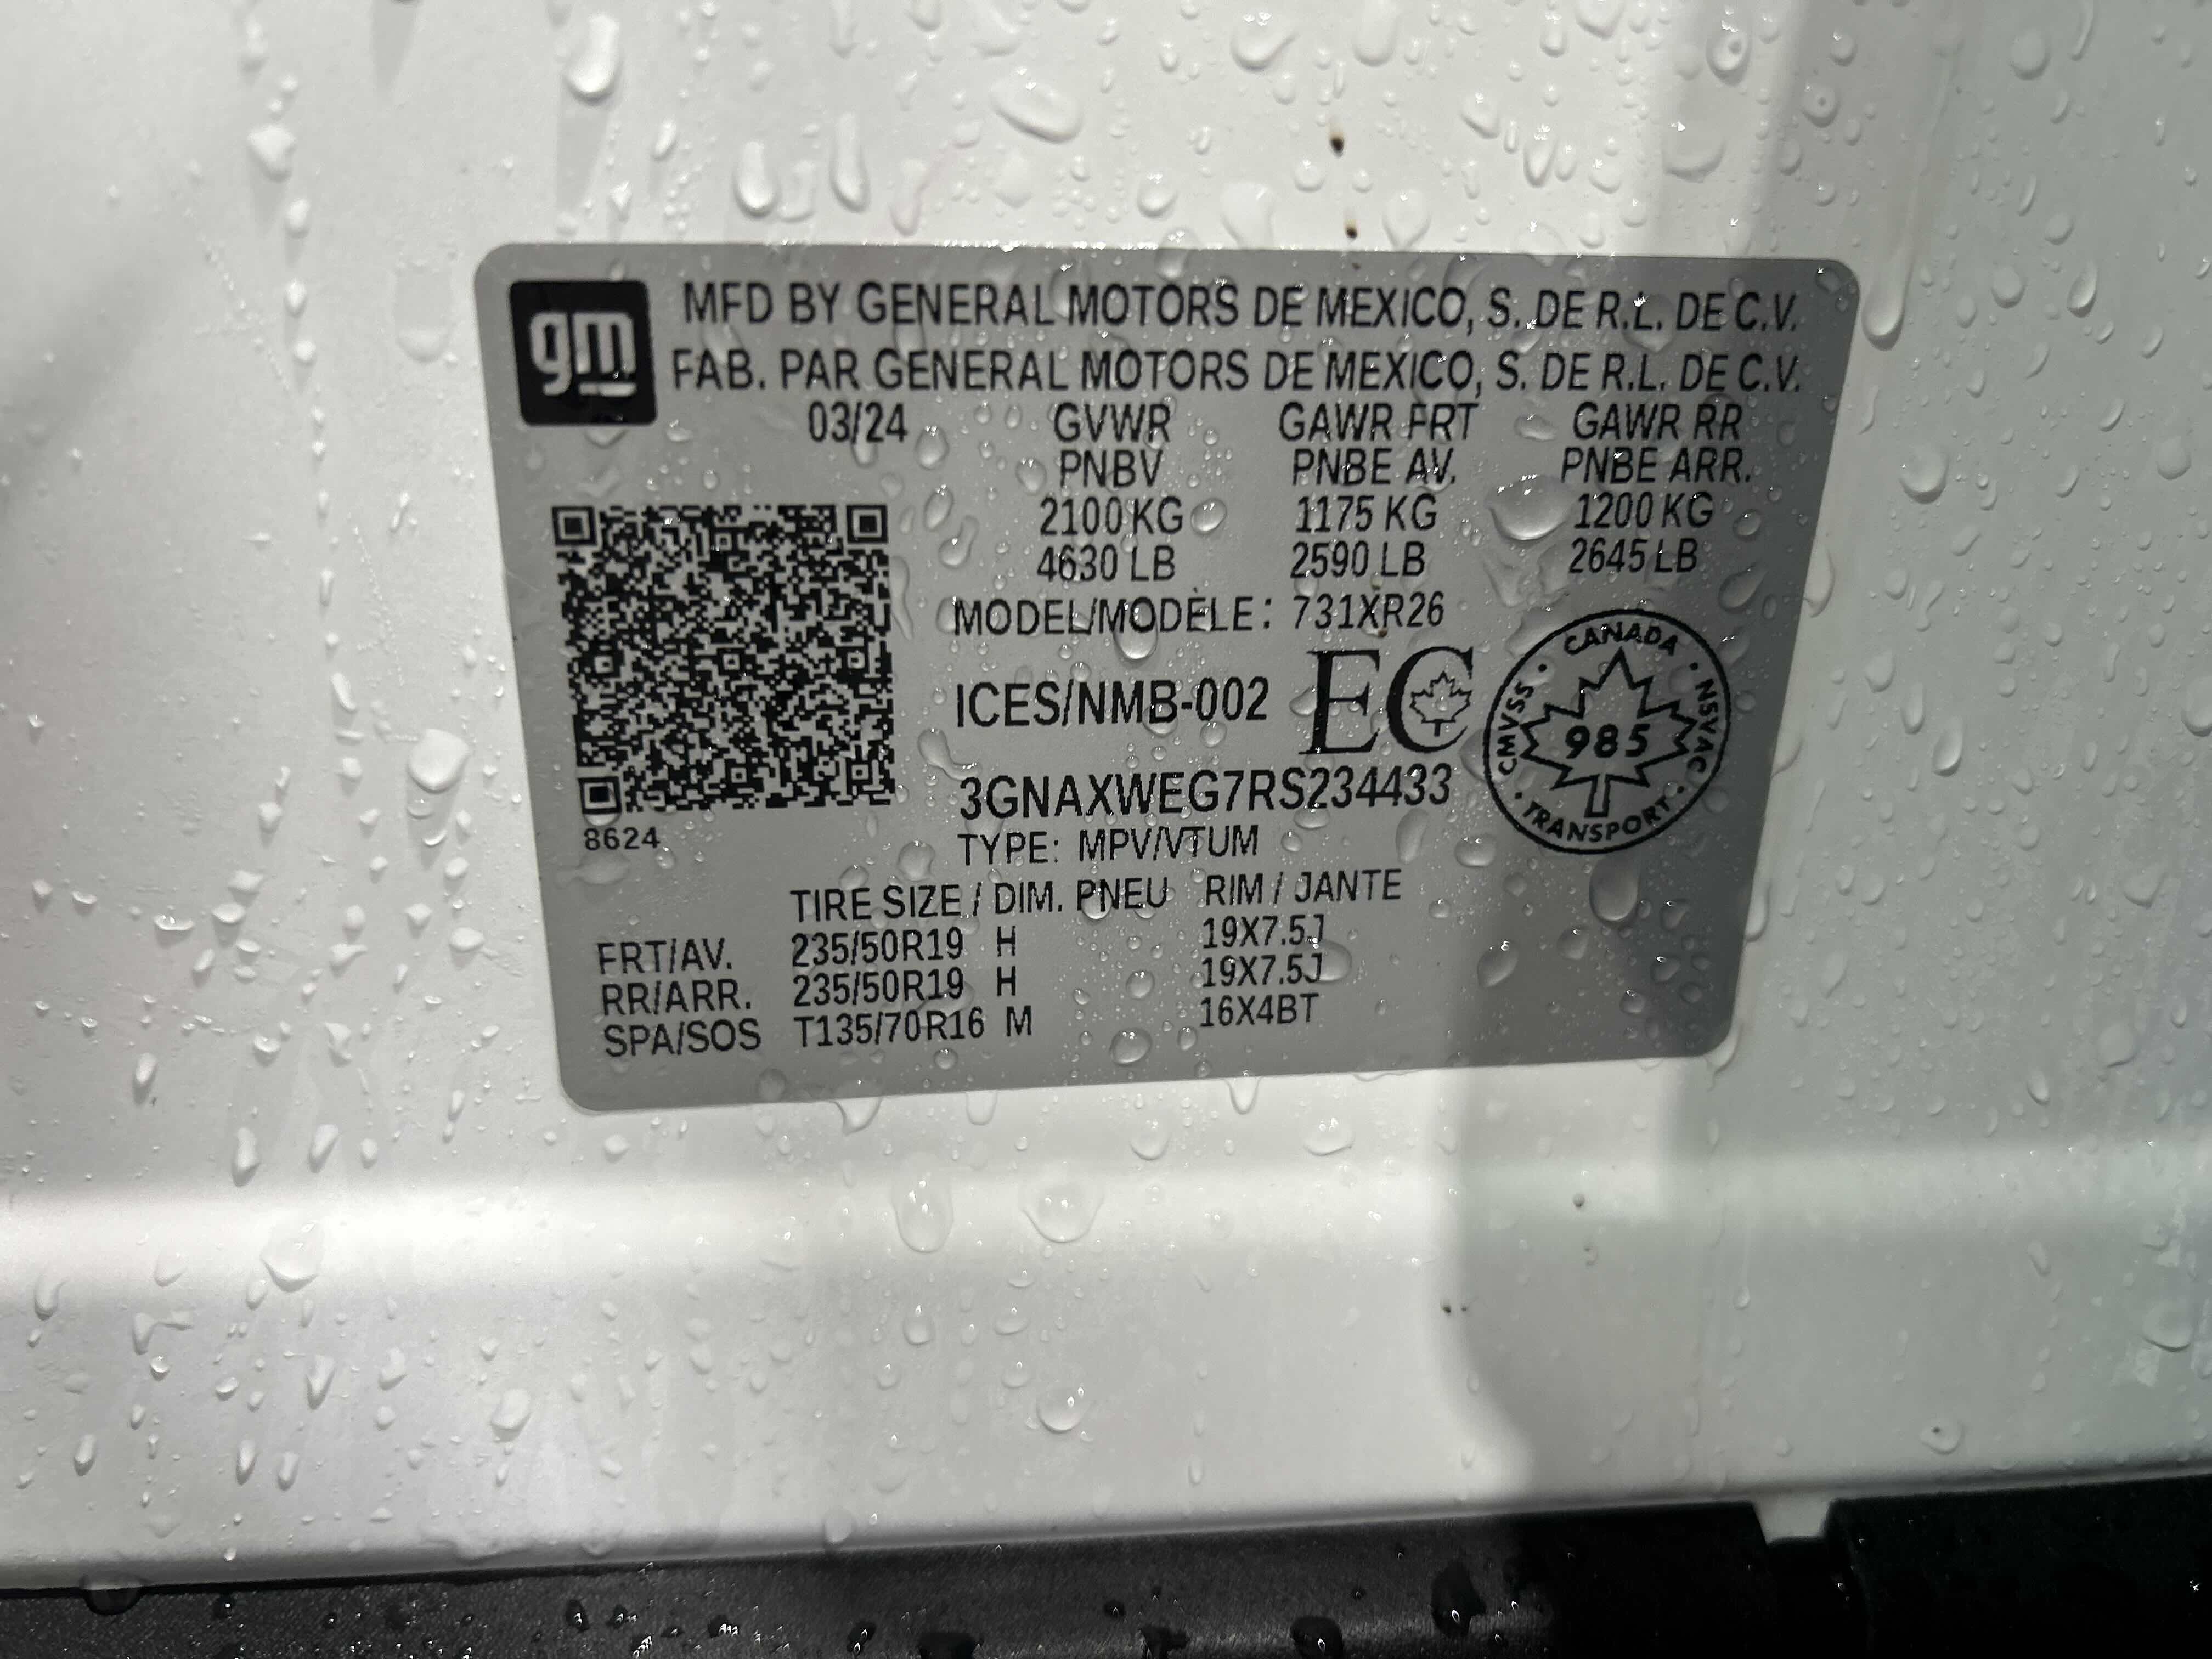 gm
MFD BY GENERAL MOTORS DE MEXICO, S. DE R.L. DE C.V.
FAB. PAR GENERAL MOTORS DE MEXICO, S. DE R.L. DE C.V.
03/24 GVWR GAWR FRT GAWR RR
PNBV PNBE AV. PNBE ARR.
2100 KG 1175 KG 1200 KG
4630 LB 2590 LB 2645 LB
MODEL/MODÈLE: 731XR26
ICES/NMB-002 EC
CANADA
CMVSS 985 NSVAC
TRANSPORT
3GNAXWEG7RS234433
8624
TYPE: MPV/VTUM
TIRE SIZE / DIM. PNEU RIM / JANTE
FRT/AV. 235/50R19 H 19X7.5J
RR/ARR. 235/50R19 H 19X7.5J
SPA/SOS T135/70R16 M 16X4BT